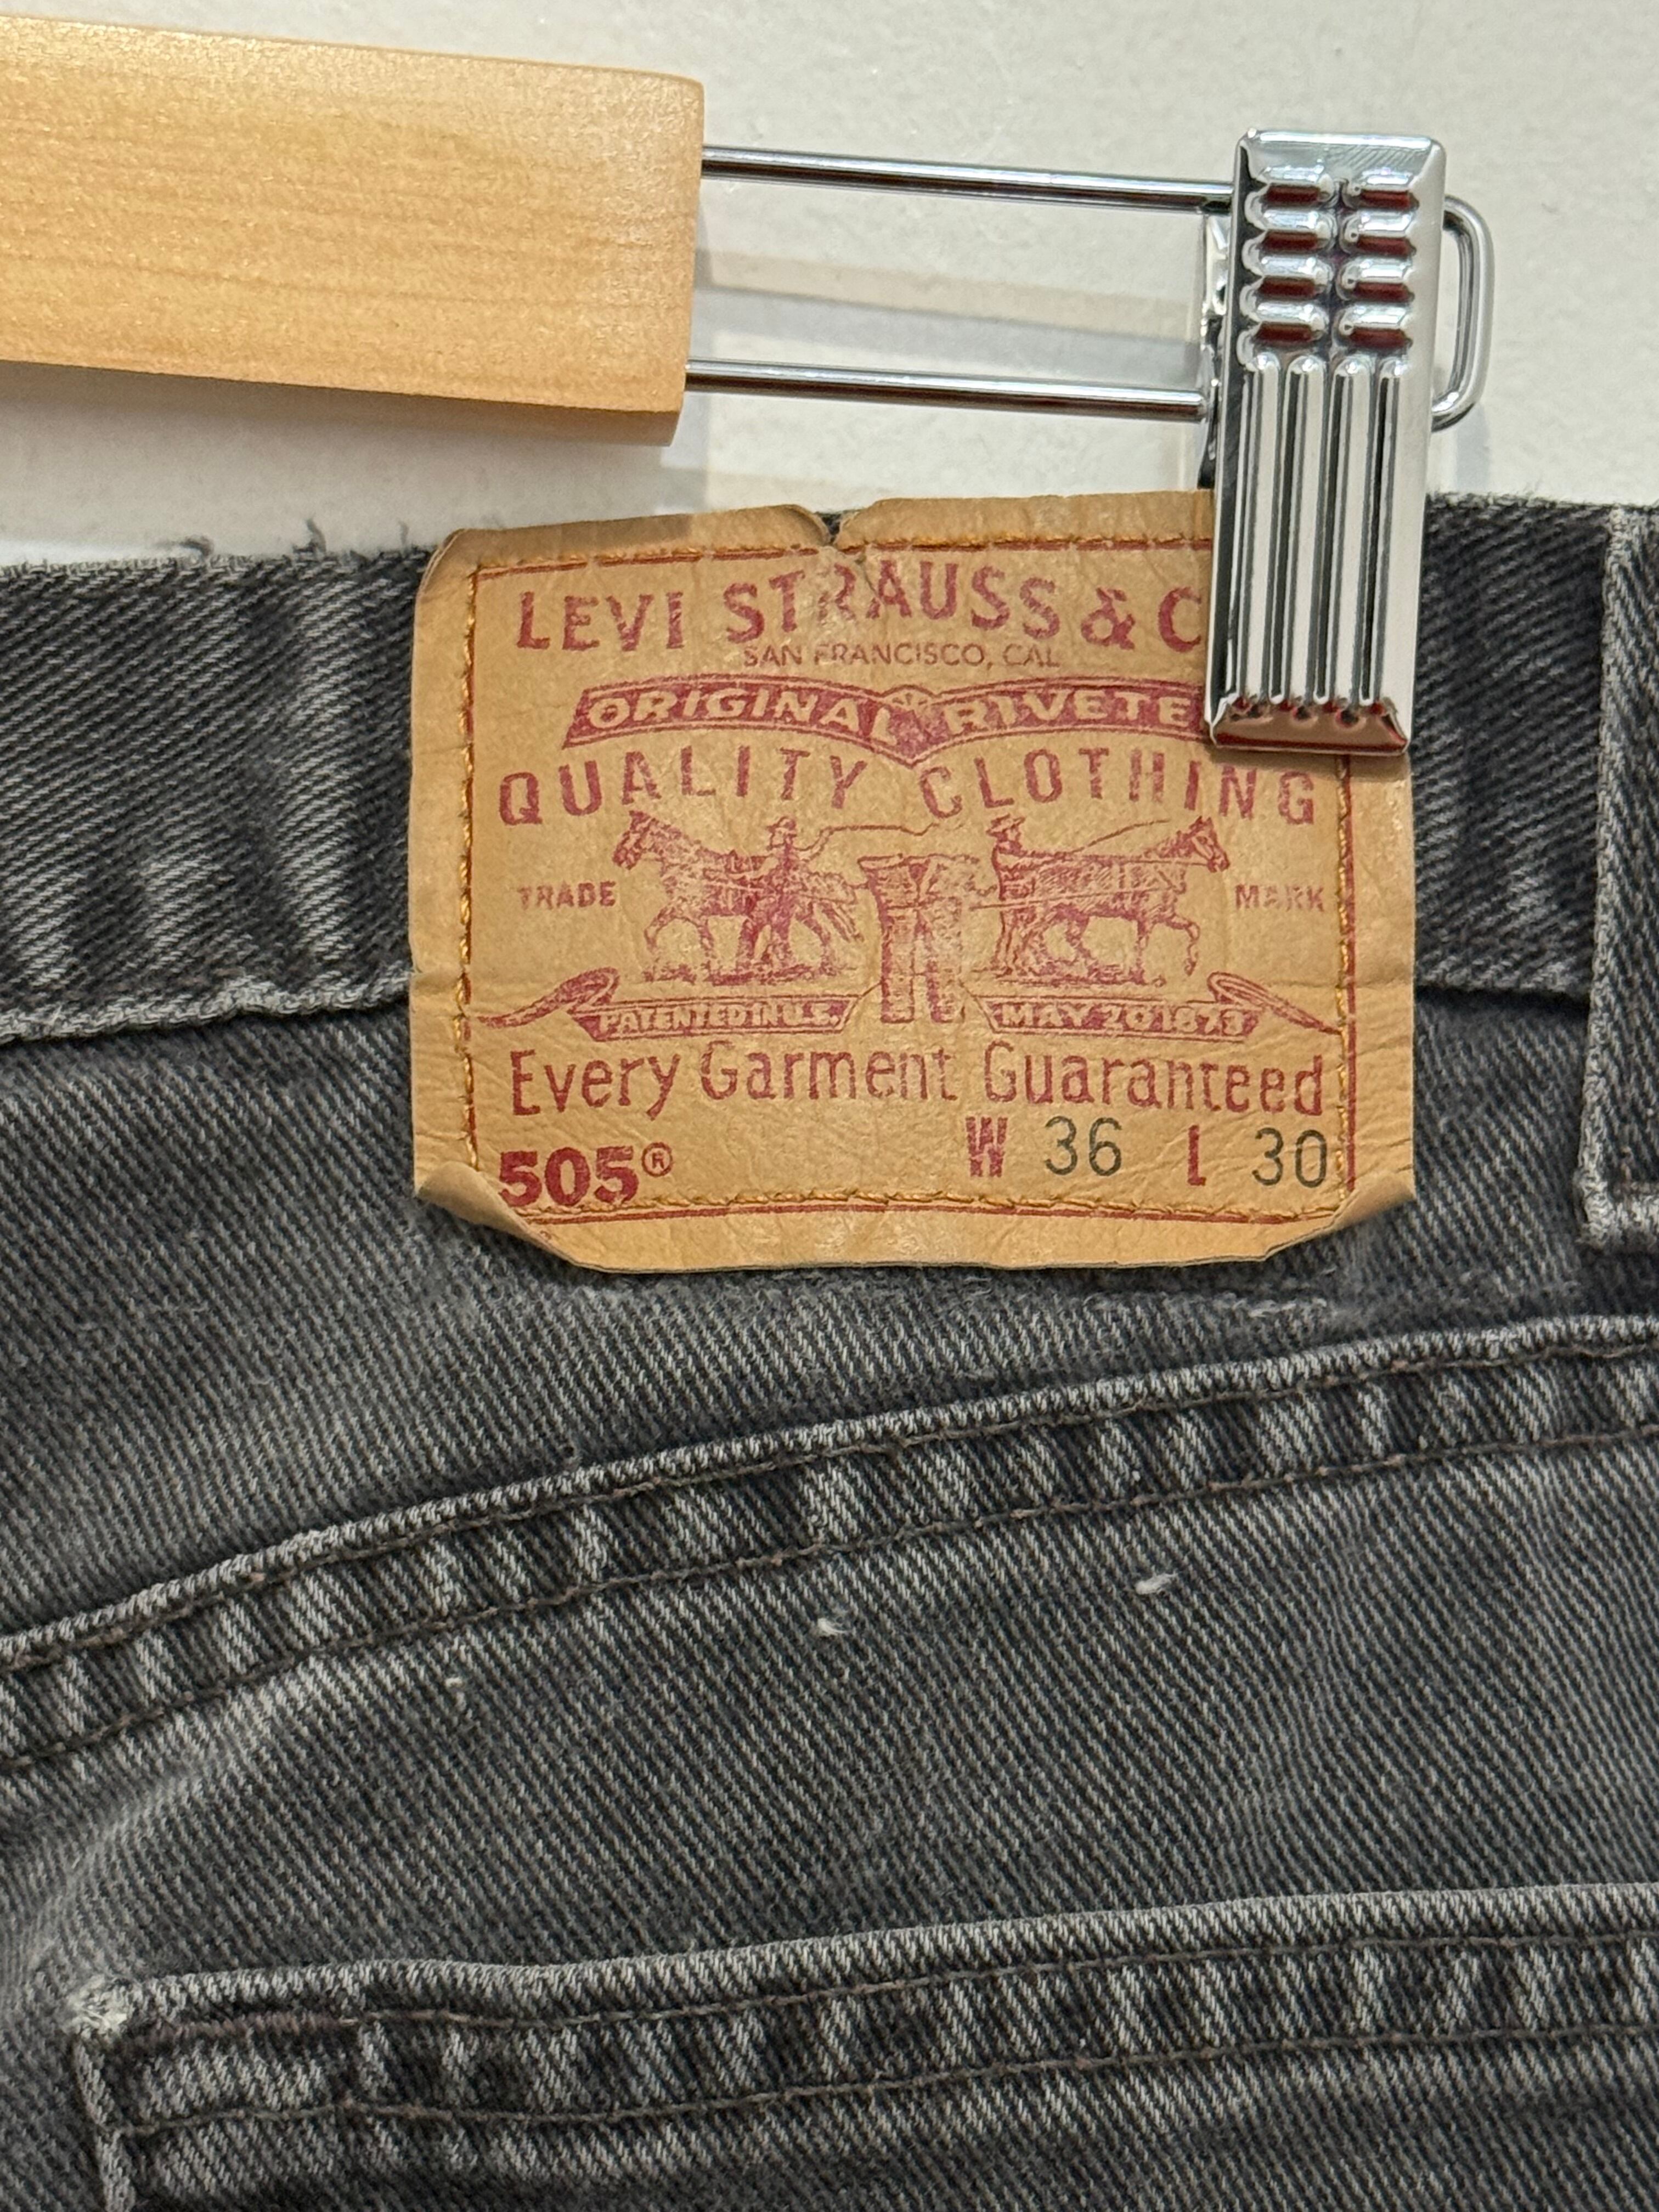 LEVI STRAUSS & C
SAN FRANCISCO, CAL
ORIGINAL RIVETE
QUALITY CLOTHING
TRADE MARK
PATENTED IN U.S. MAY 20 1873
Every Garment Guaranteed
505® W 36 L 30